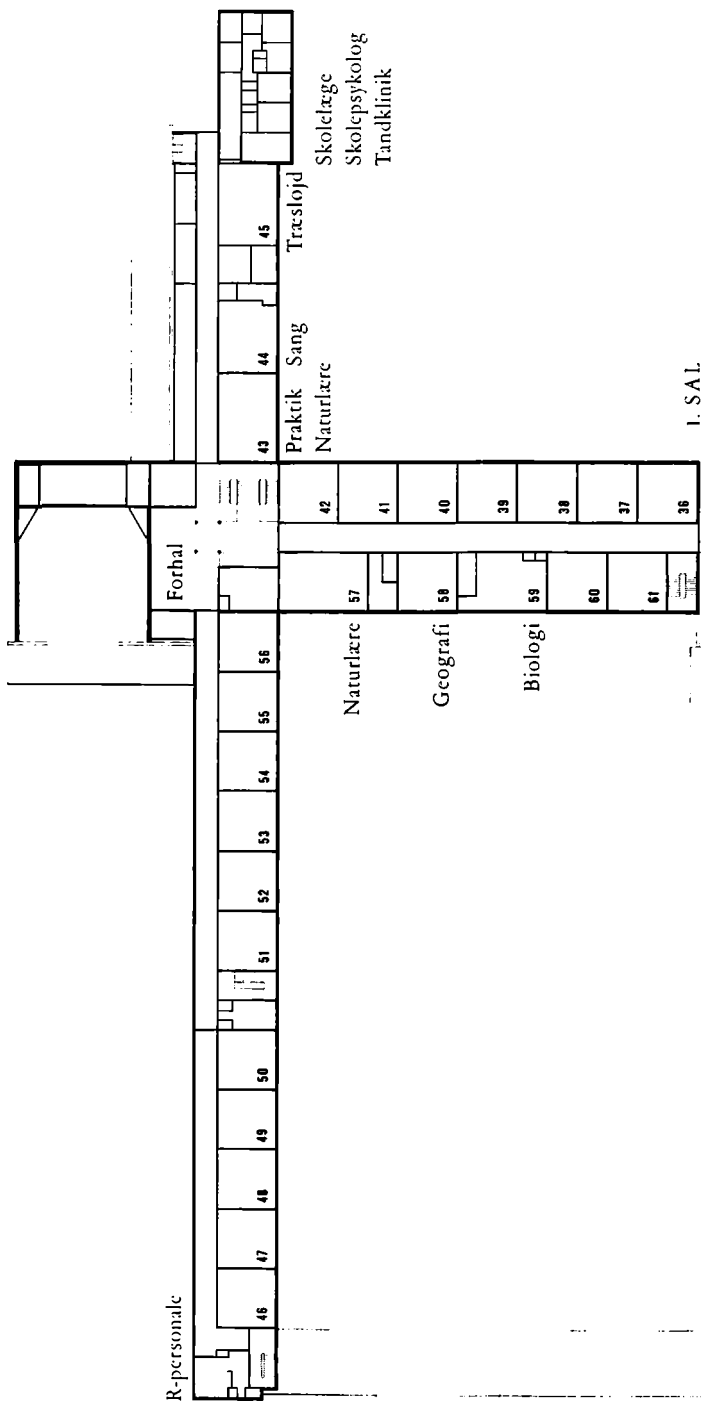 Skolelæge
Skolepsykolog
Tandklinik
45
Træsløjd
44
Sang
43
Praktik
Naturlære
Forhal
42
41
40
39
38
37
36
1. SAL
57
Naturlære
58
Geografi
59
Biologi
60
61
56
55
54
53
52
51
50
49
48
47
46
R-personale